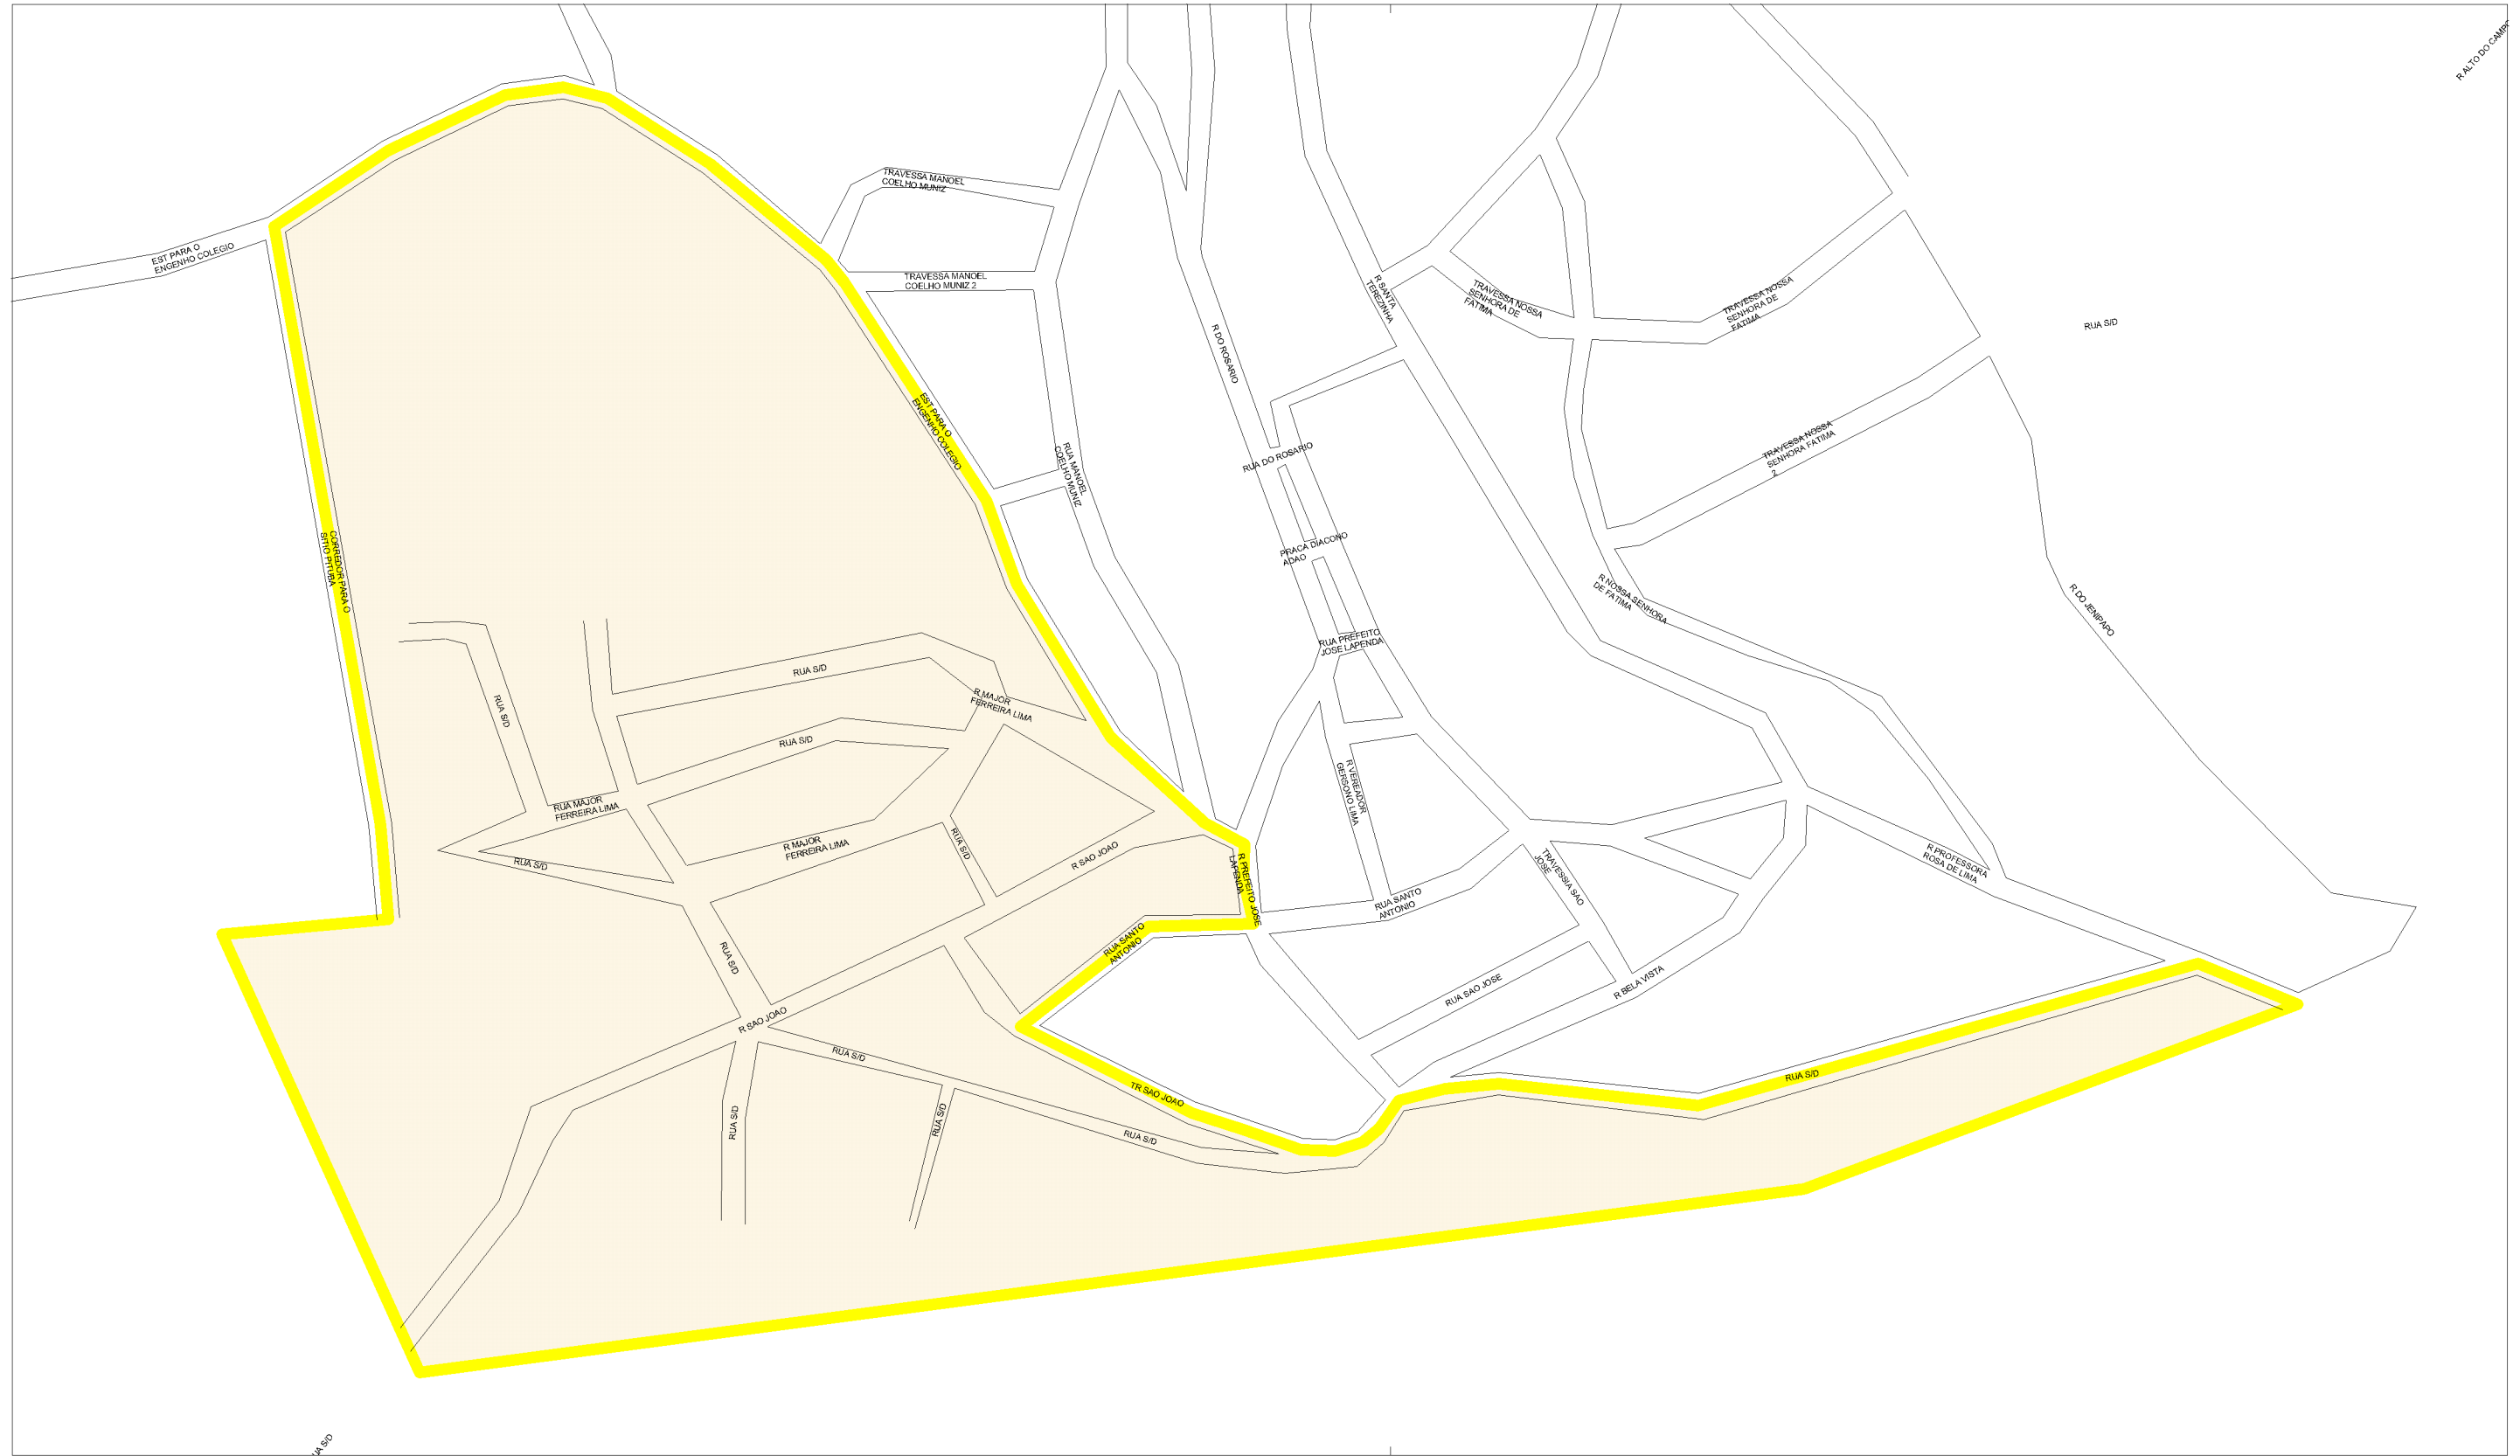 R ALTO DO CAMPO
TRAVESSA MANOEL
COELHO MUNIZ
EST PARA O
ENGENHO COLEGIO
TRAVESSA MANOEL
COELHO MUNIZ 2
R SANTA
TEREZINHA
TRAVESSA NOSSA
SENHORA DE
FATIMA
TRAVESSA NOSSA
SENHORA DE
FATIMA
RUA S/D
R DO ROSARIO
EST PARA O
ENGENHO COLEGIO
RUA MANOEL
COELHO MUNIZ
RUA DO ROSARIO
TRAVESSA NOSSA
SENHORA FATIMA
2
CORREDOR PARA O
SITIO PITUBA
PRACA DIACONO
ADAO
R NOSSA SENHORA
DE FATIMA
R DO JENIPAPO
RUA PREFEITO
JOSE LAPENDA
RUA S/D
RUA S/D
R MAJOR
FERREIRA LIMA
RUA S/D
R VEREADOR
GERSONO LIMA
RUA MAJOR
FERREIRA LIMA
R MAJOR
FERREIRA LIMA
RUA S/D
RUA S/D
R SAO JOAO
R PREFEITO JOSE
LAPENDA
TRAVESSIA SAO
JOSE
R PROFESSORA
ROSA DE LIMA
RUA SANTO
ANTONIO
RUA SANTO
ANTONIO
RUA S/D
RUA SAO JOSE
R BELA VISTA
R SAO JOAO
RUA S/D
RUA S/D
TR SAO JOAO
RUA S/D
RUA S/D
RUA S/D
UA S/D